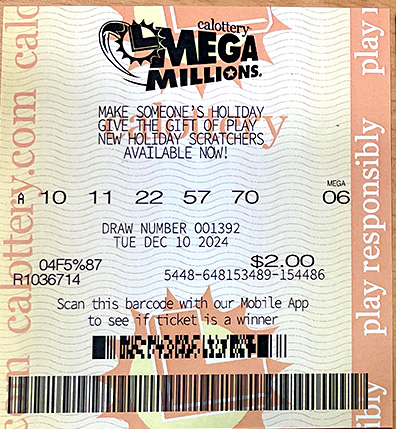 calottery
MEGA
MILLIONS.
MAKE SOMEONE'S HOLIDAY
GIVE THE GIFT OF PLAY
NEW HOLIDAY SCRATCHERS
AVAILABLE NOW!
MEGA
A 10 11 22 57 70 06
DRAW NUMBER 001392
TUE DEC 10 2024
04F5%87 $2.00
R1036714 5448-648153489-154486
Scan this barcode with our Mobile App
to see if ticket is a winner
calottery.com
play responsibly